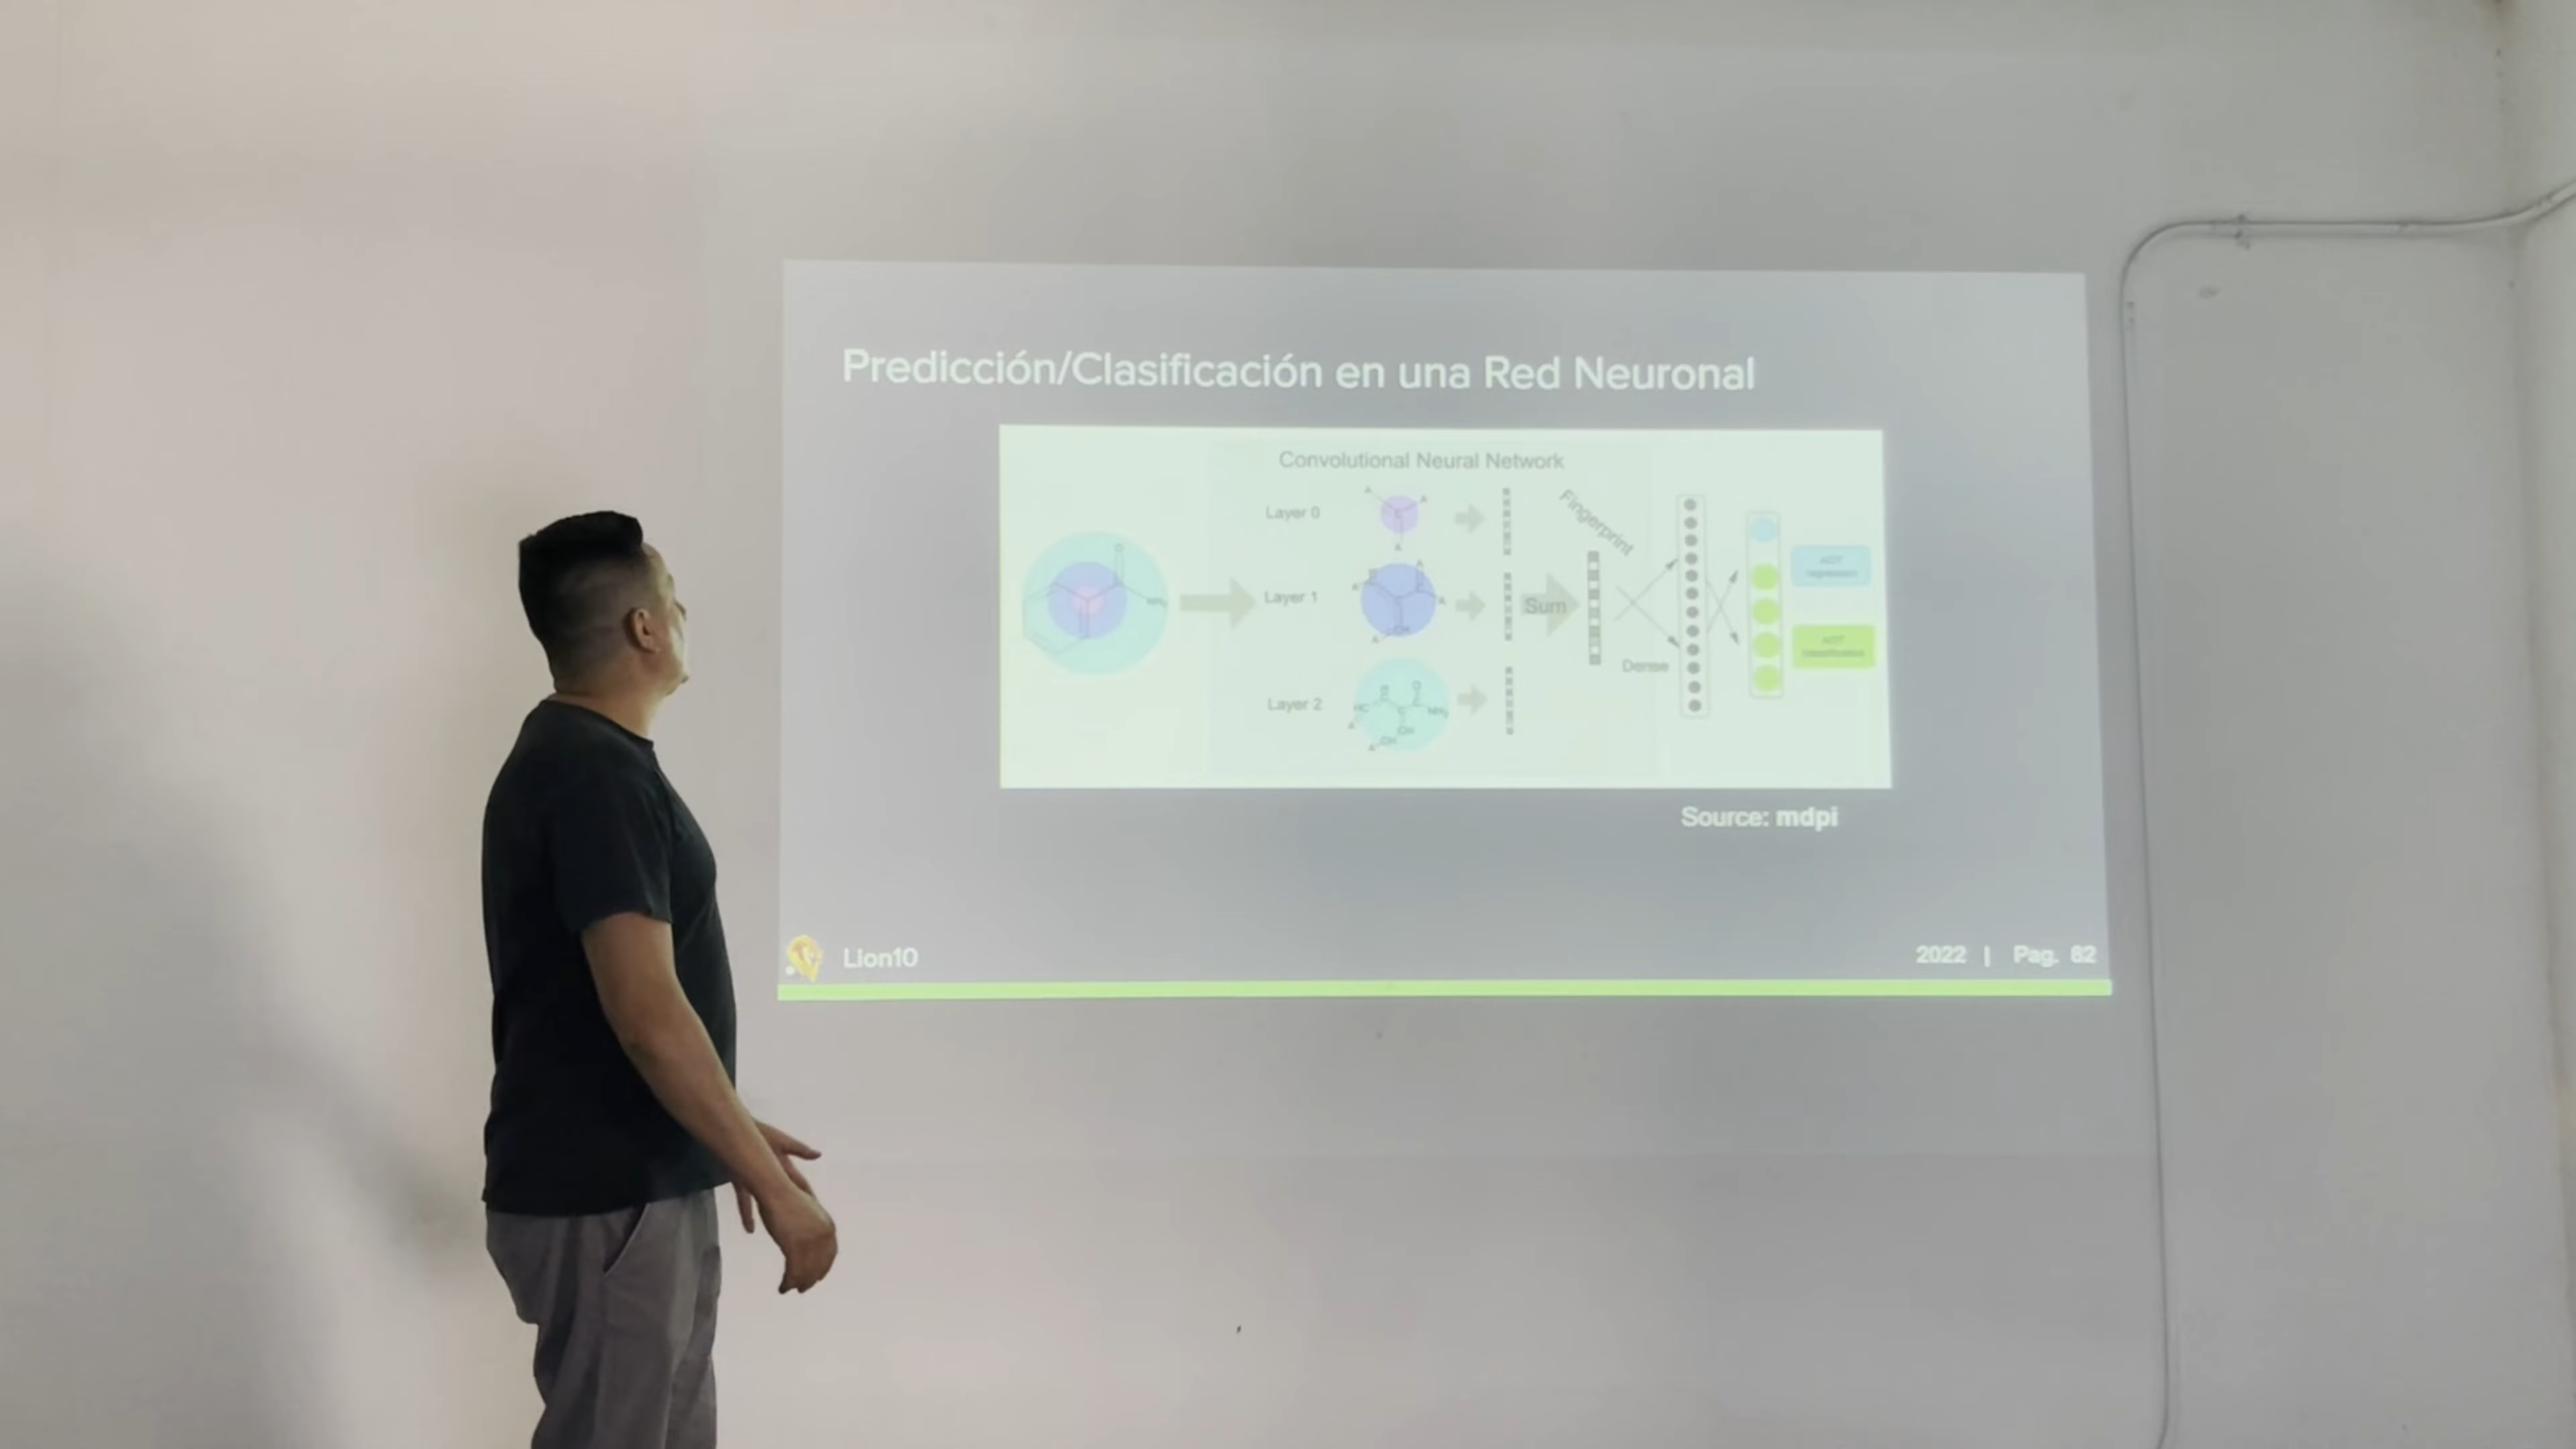 Predicción/Clasificación en una Red Neuronal
Convolutional Neural Network
Layer 0
Layer 1
Layer 2
Sum
Fingerprint
Dense
Source: mdpi
Lion10
2022 | Pag. 62